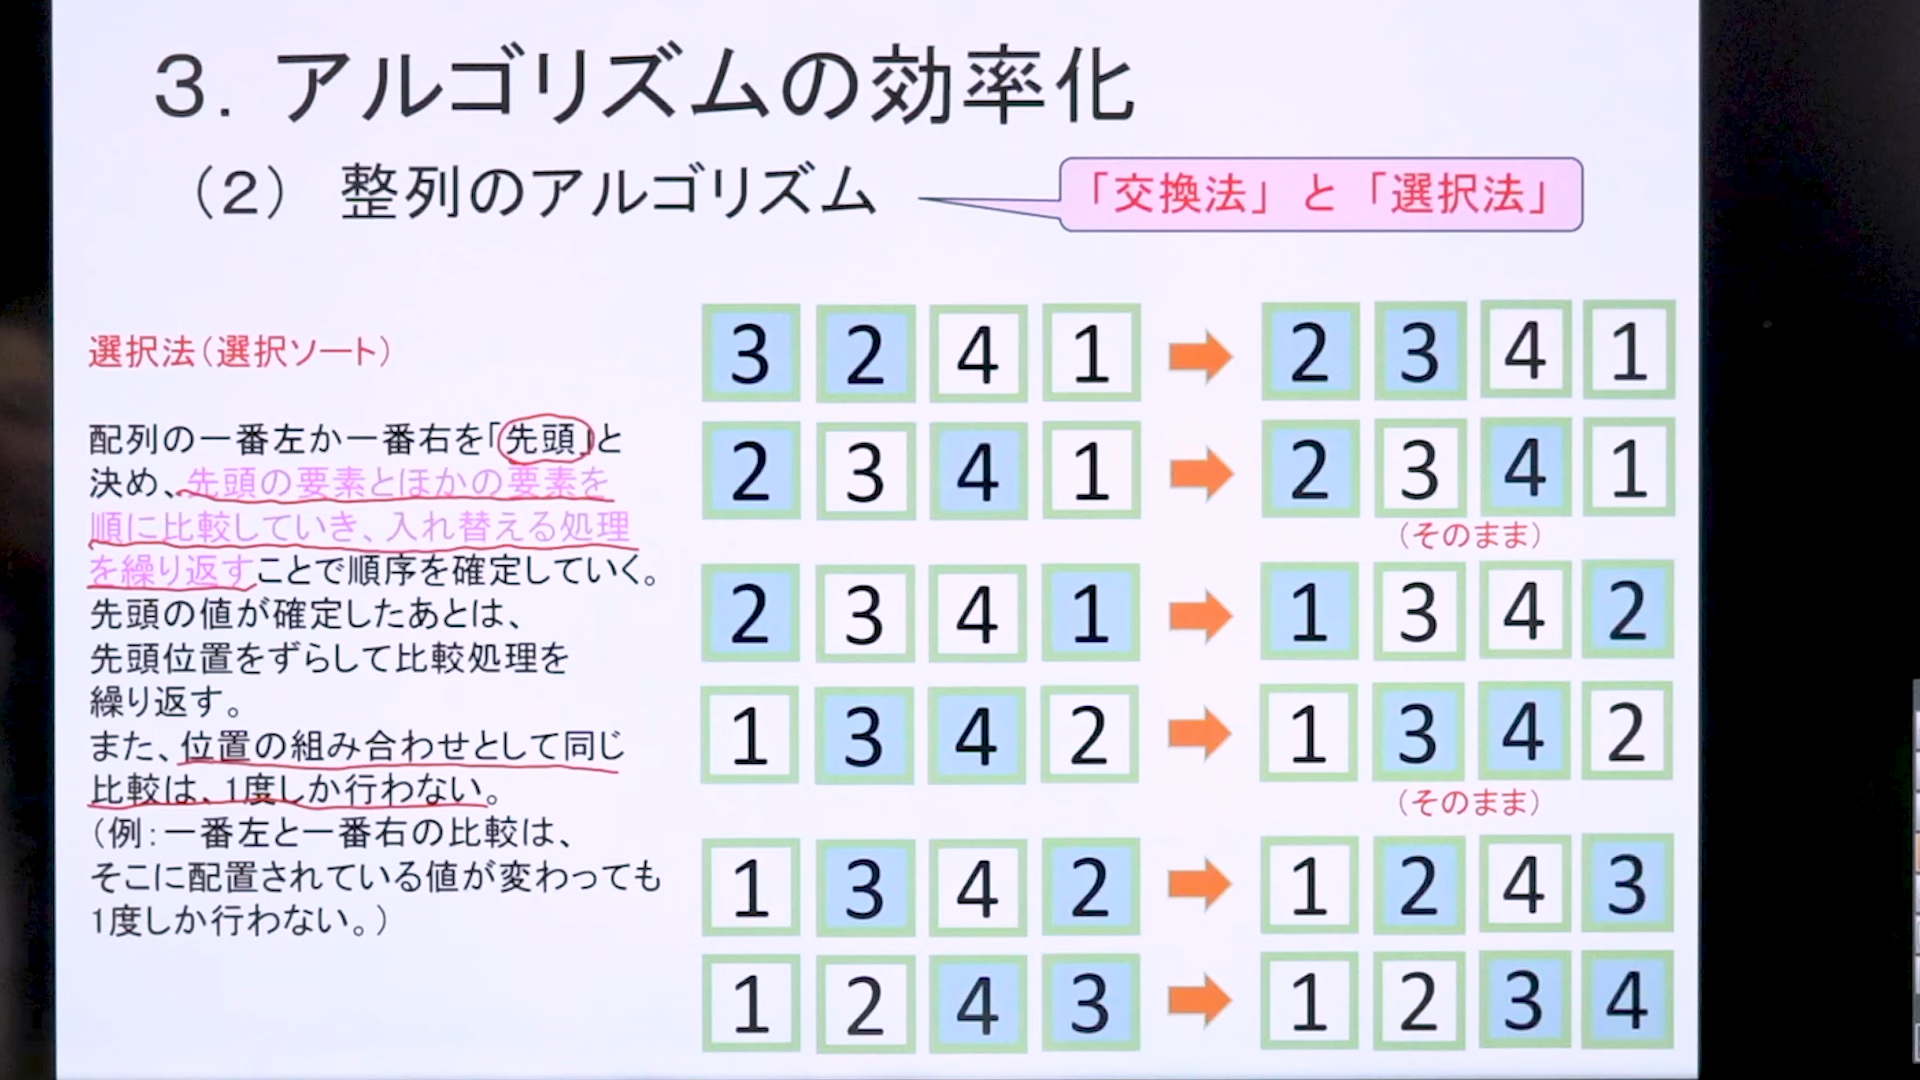 ３. アルゴリズムの効率化
（２） 整列のアルゴリズム
「交換法」と「選択法」
選択法（選択ソート）
配列の一番左か一番右を「先頭」と
決め、先頭の要素とほかの要素を
順に比較していき、入れ替える処理
を繰り返すことで順序を確定していく。
先頭の値が確定したあとは、
先頭位置をずらして比較処理を
繰り返す。
また、位置の組み合わせとして同じ
比較は、1度しか行わない。
（例：一番左と一番右の比較は、
そこに配置されている値が変わっても
1度しか行わない。）
3 2 4 1 2 3 4 1
2 3 4 1 2 3 4 1
（そのまま）
2 3 4 1 1 3 4 2
1 3 4 2 1 3 4 2
（そのまま）
1 3 4 2 1 2 4 3
1 2 4 3 1 2 3 4